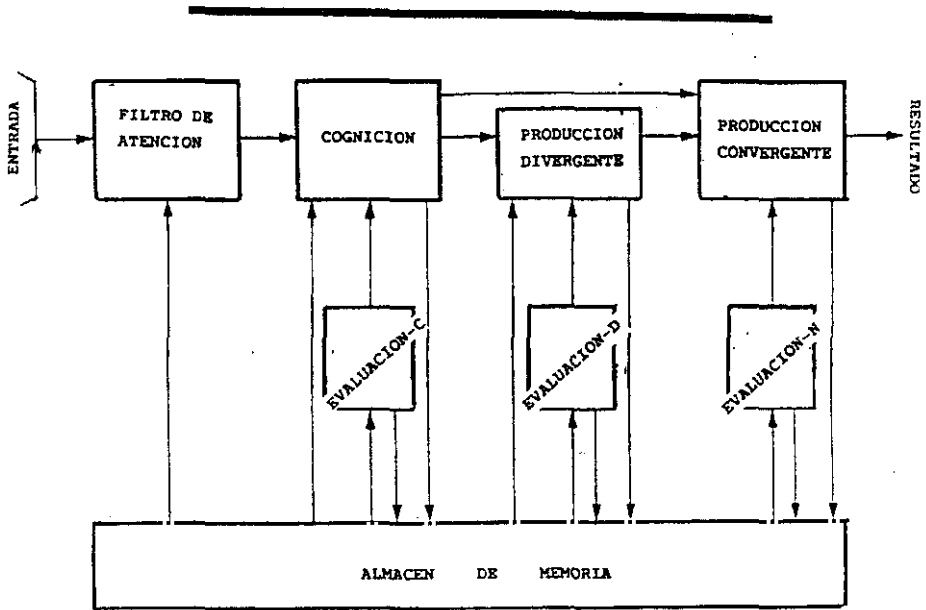 ENTRADA
FILTRO DE
ATENCION
COGNICION
PRODUCCION
DIVERGENTE
PRODUCCION
CONVERGENTE
RESULTADO
EVALUACION-C
EVALUACION-D
EVALUACION-N
ALMACEN DE MEMORIA